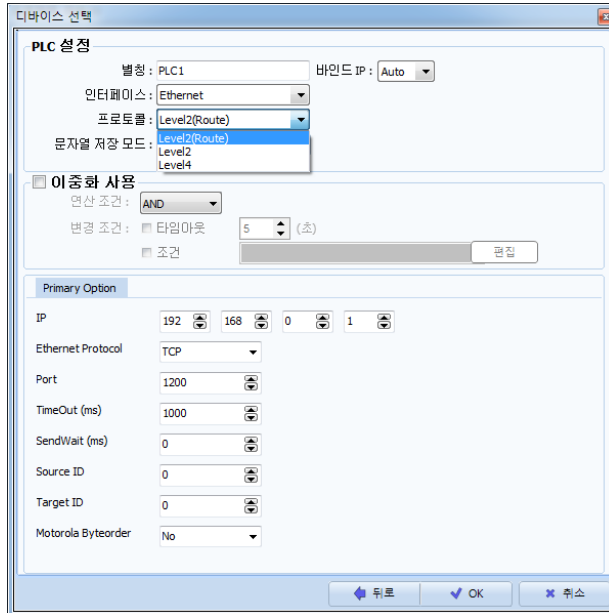 디바이스 선택
PLC 설정
별칭 : PLC1 바인드 IP : Auto
인터페이스 : Ethernet
프로토콜 : Level2(Route)
Level2(Route)
문자열 저장 모드 : Level2
Level4
이중화 사용
연산 조건 : AND
변경 조건 : 타임아웃 5 (초)
조건 편집
Primary Option
IP 192 168 0 1
Ethernet Protocol TCP
Port 1200
TimeOut (ms) 1000
SendWait (ms) 0
Source ID 0
Target ID 0
Motorola Byteorder No
뒤로 OK 취소